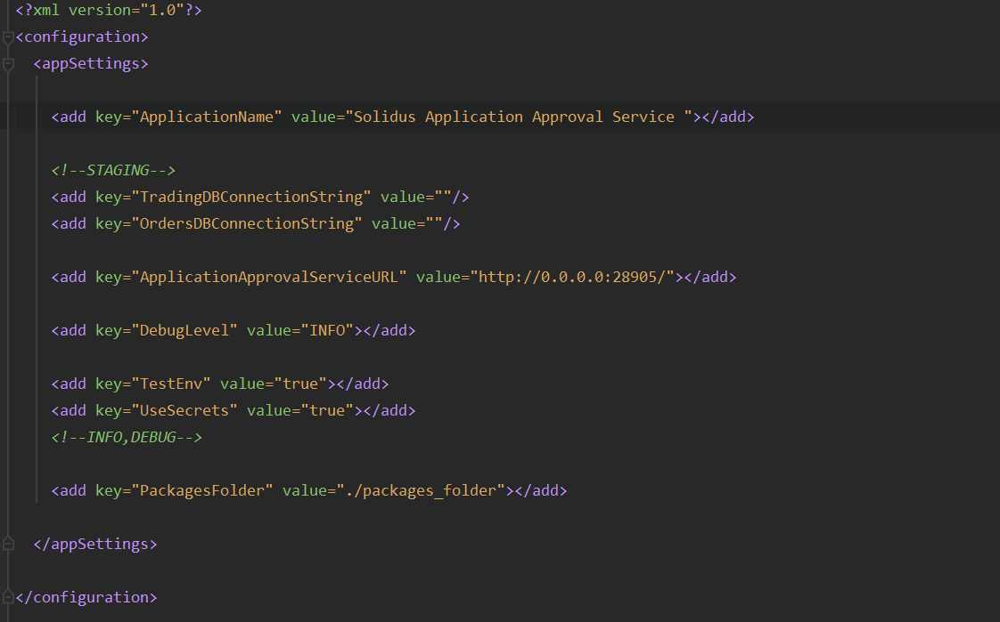 <?xml version="1.0"?>
<configuration>
<appSettings>
<add key="ApplicationName" value="Solidus Application Approval Service "></add>
<!--STAGING-->
<add key="TradingDBConnectionString" value=""/>
<add key="OrdersDBConnectionString" value=""/>
<add key="ApplicationApprovalServiceURL" value="http://0.0.0.0:28905/"></add>
<add key="DebugLevel" value="INFO"></add>
<add key="TestEnv" value="true"></add>
<add key="UseSecrets" value="true"></add>
<!--INFO,DEBUG-->
<add key="PackagesFolder" value="./packages_folder"></add>
</appSettings>
</configuration>